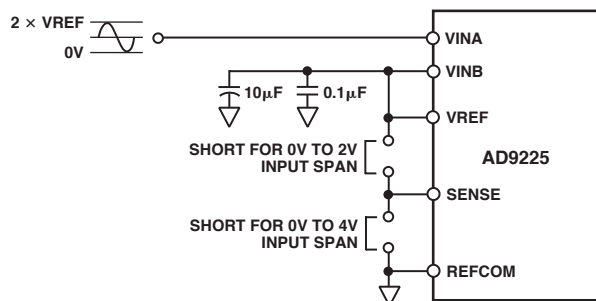 2 × VREF
0V
VINA
VINB
10µF
0.1µF
VREF
SHORT FOR 0V TO 2V
INPUT SPAN
AD9225
SENSE
SHORT FOR 0V TO 4V
INPUT SPAN
REFCOM